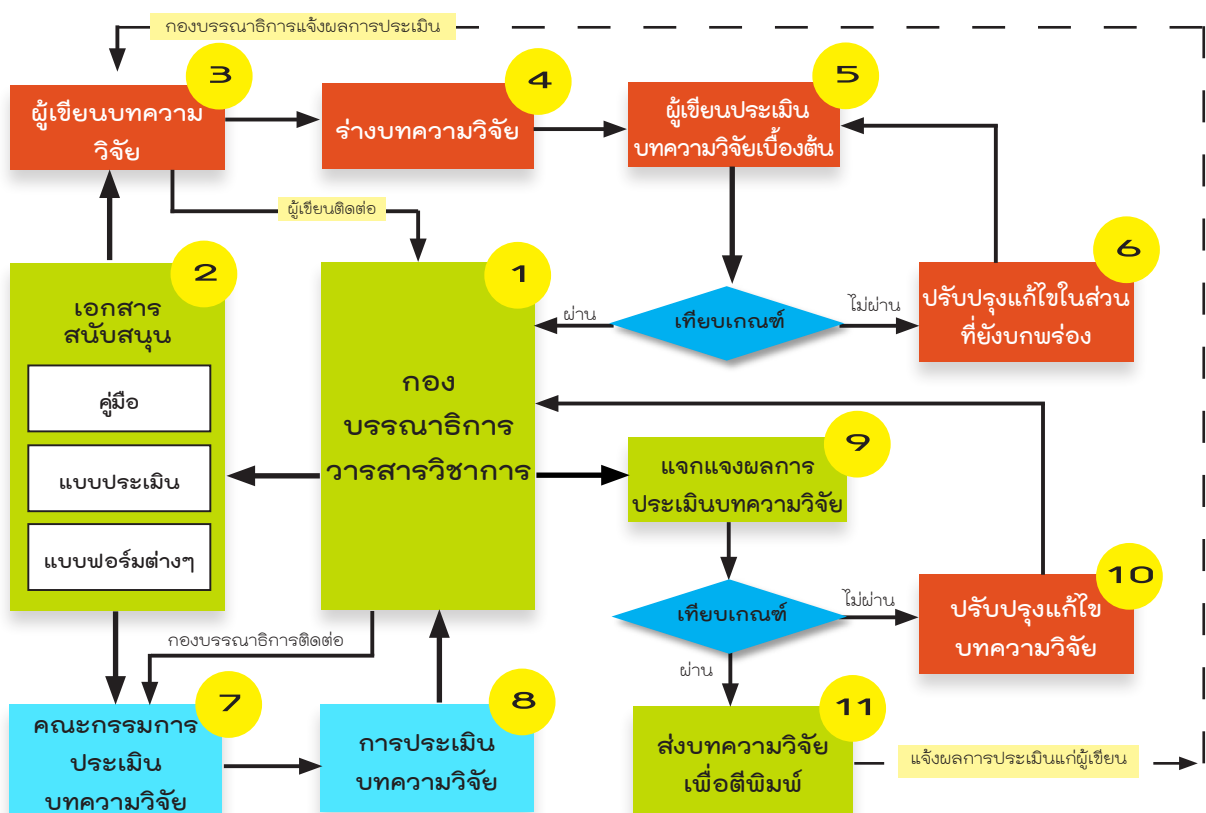 กองบรรณาธิการแจ้งผลการประเมิน
3
ผู้เขียนบทความ
วิจัย
4
ร่างบทความวิจัย
5
ผู้เขียนประเมิน
บทความวิจัยเบื้องต้น
ผู้เขียนติดต่อ
2
เอกสาร
สนับสนุน
คู่มือ
แบบประเมิน
แบบฟอร์มต่างๆ
1
กอง
บรรณาธิการ
วารสารวิชาการ
ผ่าน
เทียบเกณฑ์
ไม่ผ่าน
6
ปรับปรุงแก้ไขในส่วน
ที่ยังบกพร่อง
9
แจกแจงผลการ
ประเมินบทความวิจัย
เทียบเกณฑ์
ไม่ผ่าน
ผ่าน
10
ปรับปรุงแก้ไข
บทความวิจัย
กองบรรณาธิการติดต่อ
7
คณะกรรมการ
ประเมิน
บทความวิจัย
8
การประเมิน
บทความวิจัย
11
ส่งบทความวิจัย
เพื่อตีพิมพ์
แจ้งผลการประเมินแก่ผู้เขียน